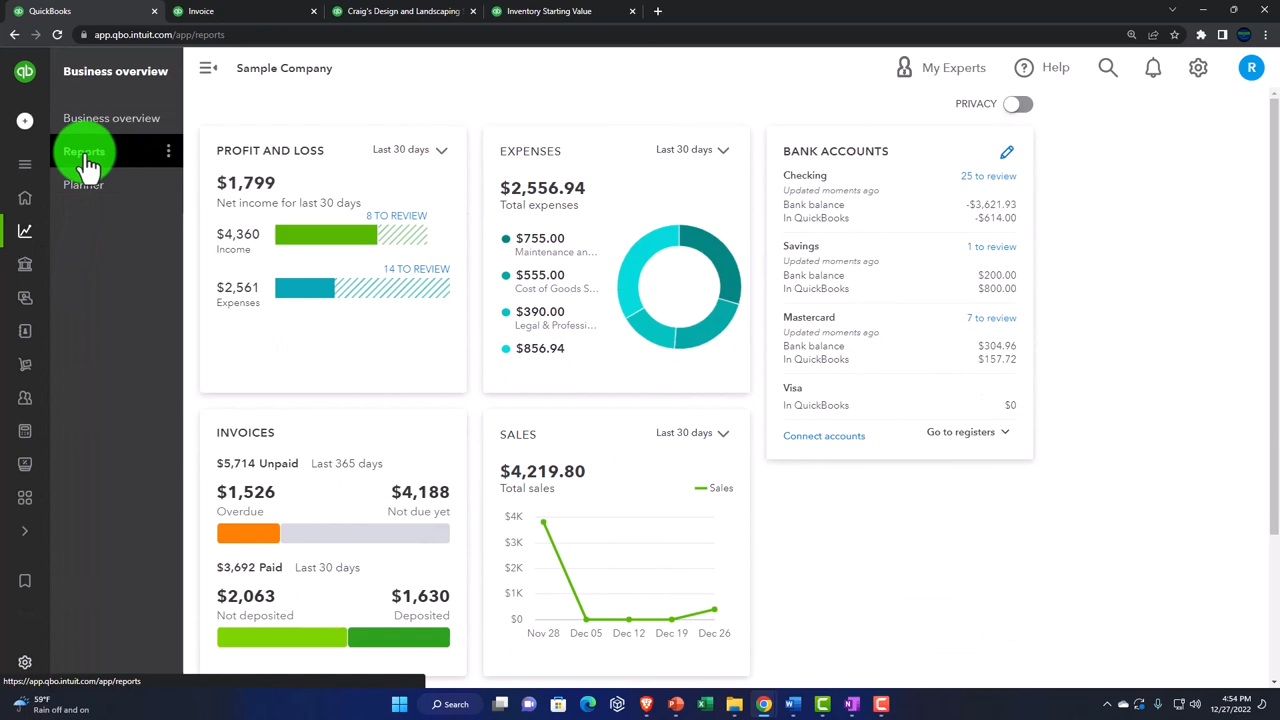 QuickBooks
Invoice
Craig's Design
Inventory Starting Value
app.qbo.intuit.com/app/reports
qb
Business overview
Sample Company
My Experts
Help
R
Business overview
Reports
Planner
PRIVACY
PROFIT AND LOSS
Last 30 days
$1,799
Net income for last 30 days
8 TO REVIEW
$4,360
Income
14 TO REVIEW
$2,561
Expenses
EXPENSES
Last 30 days
$2,556.94
Total expenses
$755.00
Maintenance an...
$555.00
Cost of Goods S...
$390.00
Legal & Professi...
$856.94
BANK ACCOUNTS
Checking
25 to review
Updated moments ago
Bank balance
-$3,621.93
In QuickBooks
-$614.00
Savings
1 to review
Updated moments ago
Bank balance
$200.00
In QuickBooks
$800.00
Mastercard
7 to review
Updated moments ago
Bank balance
$304.96
In QuickBooks
$157.72
Visa
In QuickBooks
$0
Connect accounts
Go to registers
INVOICES
$5,714 Unpaid
Last 365 days
$1,526
$4,188
Overdue
Not due yet
$3,692 Paid
Last 30 days
$2,063
$1,630
Not deposited
Deposited
SALES
Last 30 days
$4,219.80
Total sales
Sales
$4K
$3K
$2K
$1K
$0
Nov 28
Dec 05
Dec 12
Dec 19
Dec 26
https://app.qbo.intuit.com/app/reports
59°F
Rain off and on
Search
4:54 PM
12/27/2022